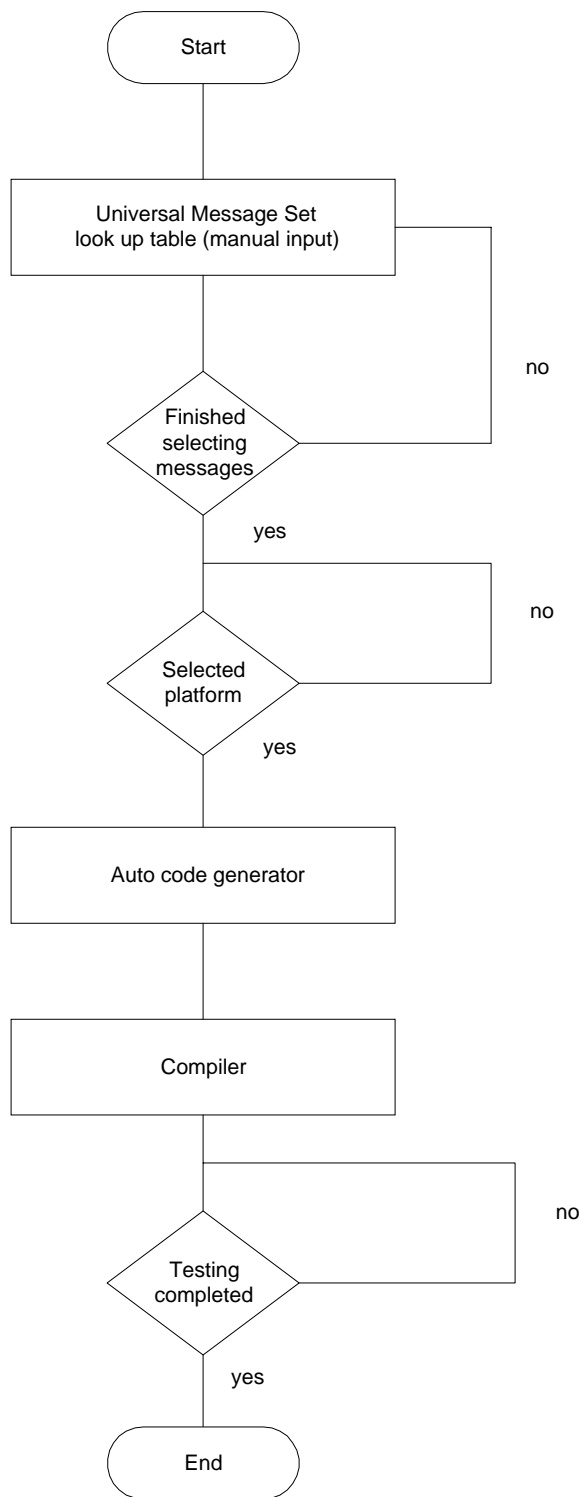 Start
Universal Message Set
look up table (manual input)
no
Finished
selecting
messages
yes
no
Selected
platform
yes
Auto code generator
Compiler
no
Testing
completed
yes
End